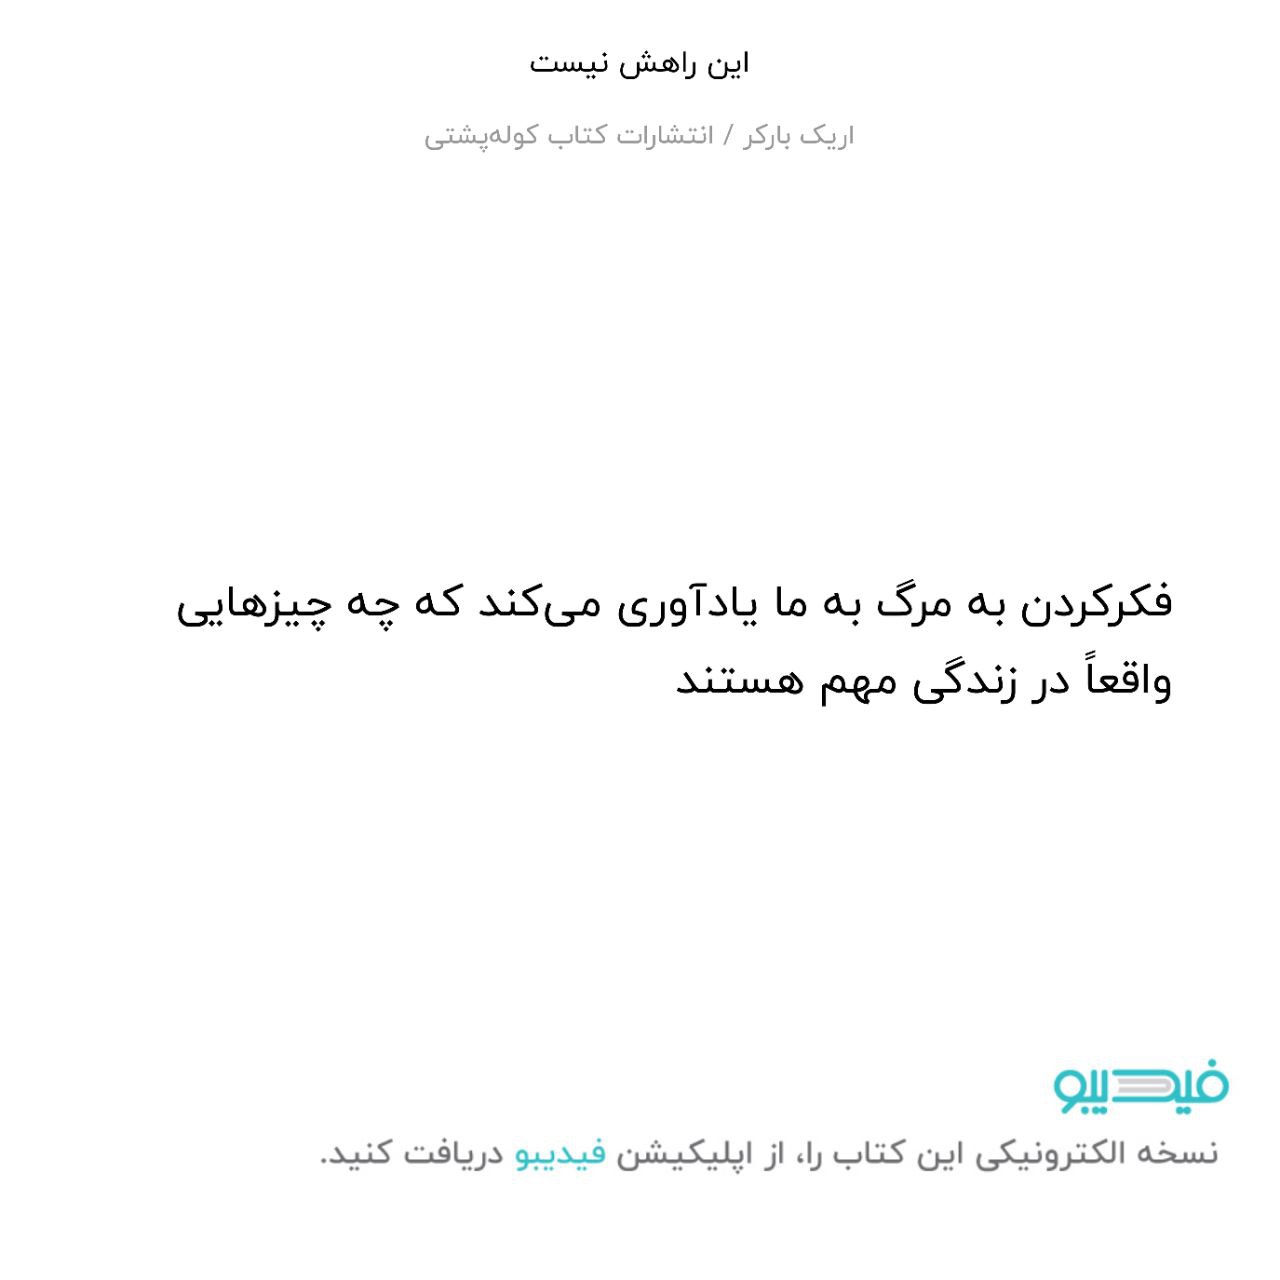 این راهش نیست
اریک بارکر / انتشارات کتاب کوله‌پشتی
فکرکردن به مرگ به ما یادآوری می‌کند که چه چیزهایی
واقعاً در زندگی مهم هستند
فیدیبو
نسخه الکترونیکی این کتاب را، از اپلیکیشن فیدیبو دریافت کنید.